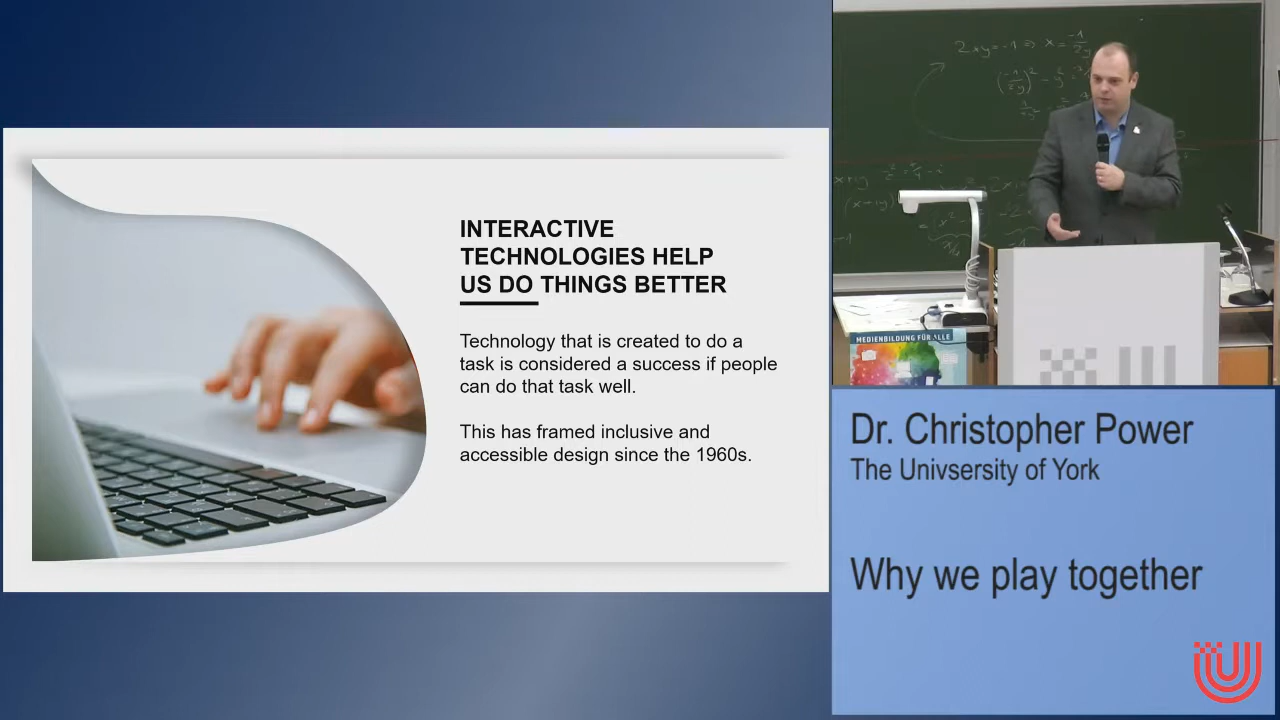 INTERACTIVE
TECHNOLOGIES HELP
US DO THINGS BETTER
Technology that is created to do a
task is considered a success if people
can do that task well.
This has framed inclusive and
accessible design since the 1960s.
MEDIENBILDUNG FÜR ALLE
Dr. Christopher Power
The Univsersity of York
Why we play together